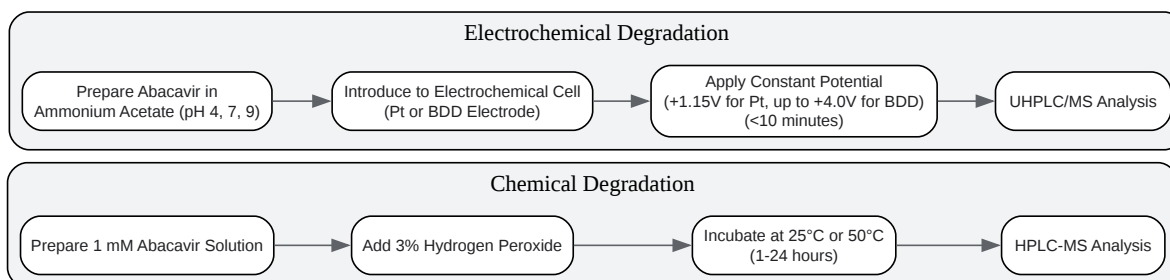 Electrochemical Degradation
Prepare Abacavir in
Ammonium Acetate (pH 4, 7, 9)
Introduce to Electrochemical Cell
(Pt or BDD Electrode)
Apply Constant Potential
(+1.15V for Pt, up to +4.0V for BDD)
(<10 minutes)
UHPLC/MS Analysis
Chemical Degradation
Prepare 1 mM Abacavir Solution
Add 3% Hydrogen Peroxide
Incubate at 25°C or 50°C
(1-24 hours)
HPLC-MS Analysis